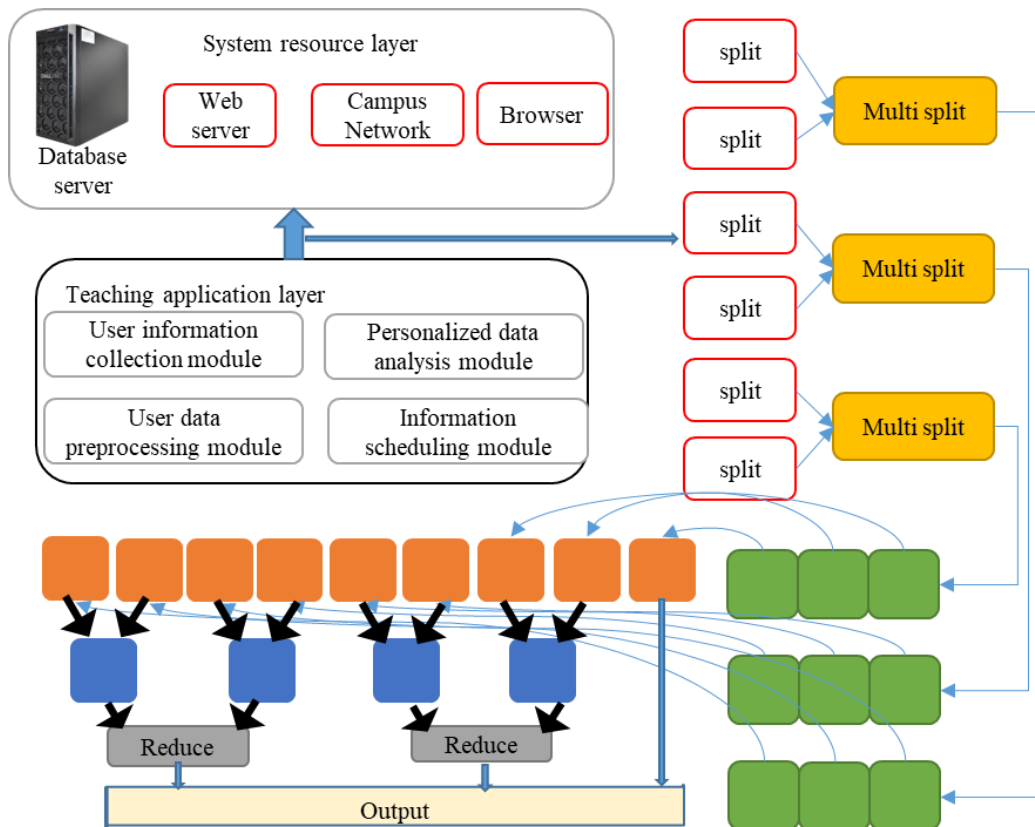 System resource layer
Web
server
Campus
Network
Browser
Database
server
Teaching application layer
User information
collection module
Personalized data
analysis module
User data
preprocessing module
Information
scheduling module
split
split
Multi split
split
split
Multi split
split
split
Multi split
Reduce
Reduce
Output